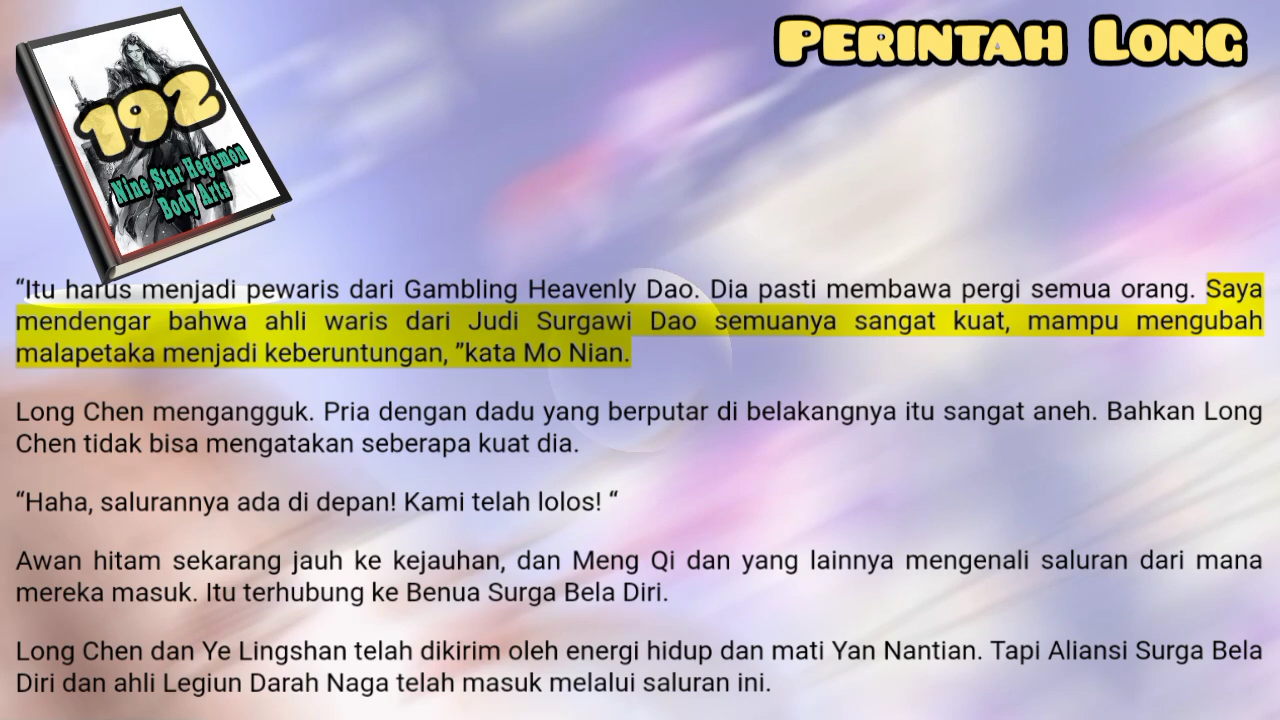 PERINTAH LONG
192
Nine Star Hegemon
Body Arts
“Itu harus menjadi pewaris dari Gambling Heavenly Dao. Dia pasti membawa pergi semua orang. Saya
mendengar bahwa ahli waris dari Judi Surgawi Dao semuanya sangat kuat, mampu mengubah
malapetaka menjadi keberuntungan, ”kata Mo Nian.
Long Chen mengangguk. Pria dengan dadu yang berputar di belakangnya itu sangat aneh. Bahkan Long
Chen tidak bisa mengatakan seberapa kuat dia.
“Haha, salurannya ada di depan! Kami telah lolos! “
Awan hitam sekarang jauh ke kejauhan, dan Meng Qi dan yang lainnya mengenali saluran dari mana
mereka masuk. Itu terhubung ke Benua Surga Bela Diri.
Long Chen dan Ye Lingshan telah dikirim oleh energi hidup dan mati Yan Nantian. Tapi Aliansi Surga Bela
Diri dan ahli Legiun Darah Naga telah masuk melalui saluran ini.